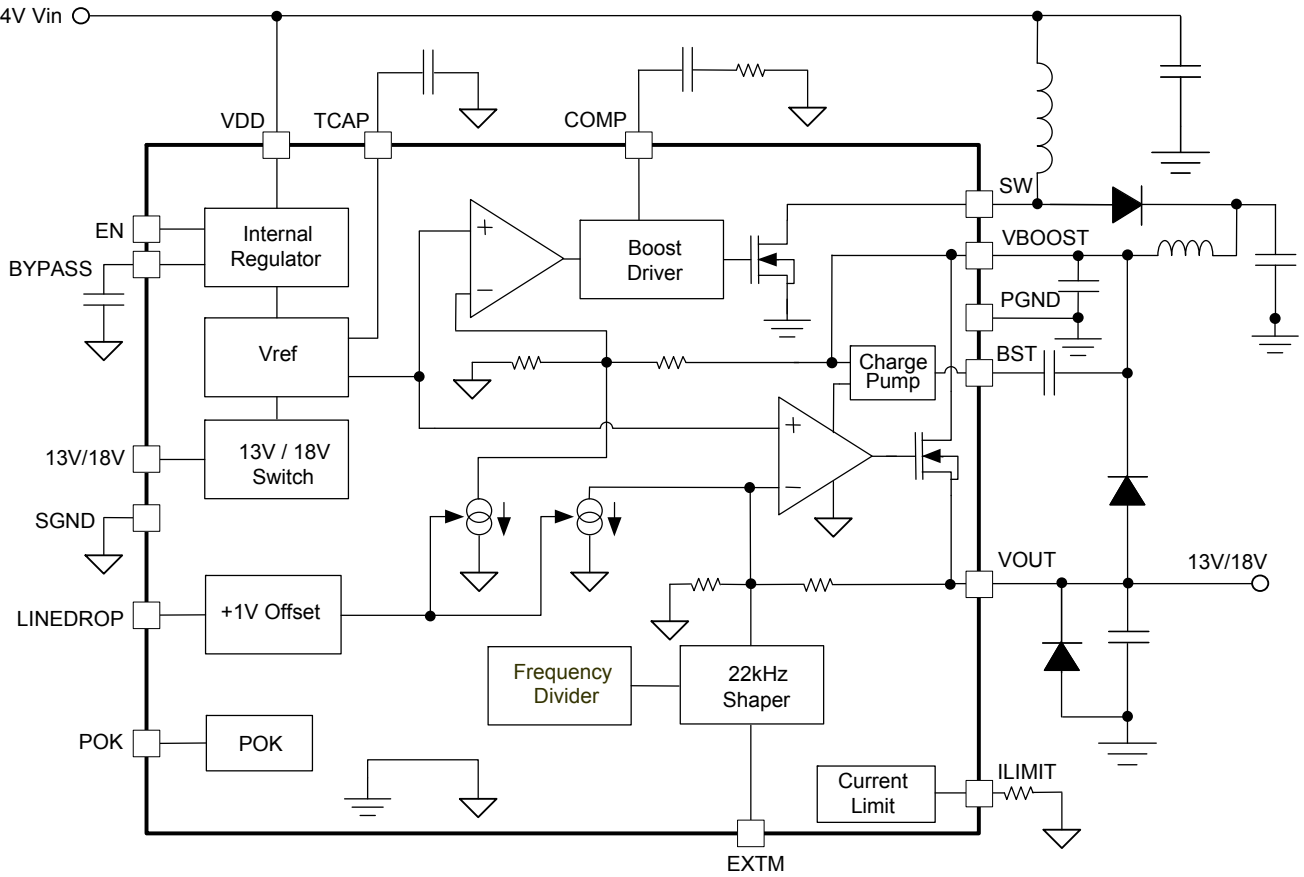 4V Vin
VDD
TCAP
COMP
SW
EN
Internal
Regulator
Boost
Driver
VBOOST
BYPASS
PGND
Vref
Charge
Pump
BST
13V/18V
13V / 18V
Switch
SGND
VOUT
13V/18V
LINEDROP
+1V Offset
Frequency
Divider
22kHz
Shaper
POK
POK
Current
Limit
ILIMIT
EXTM